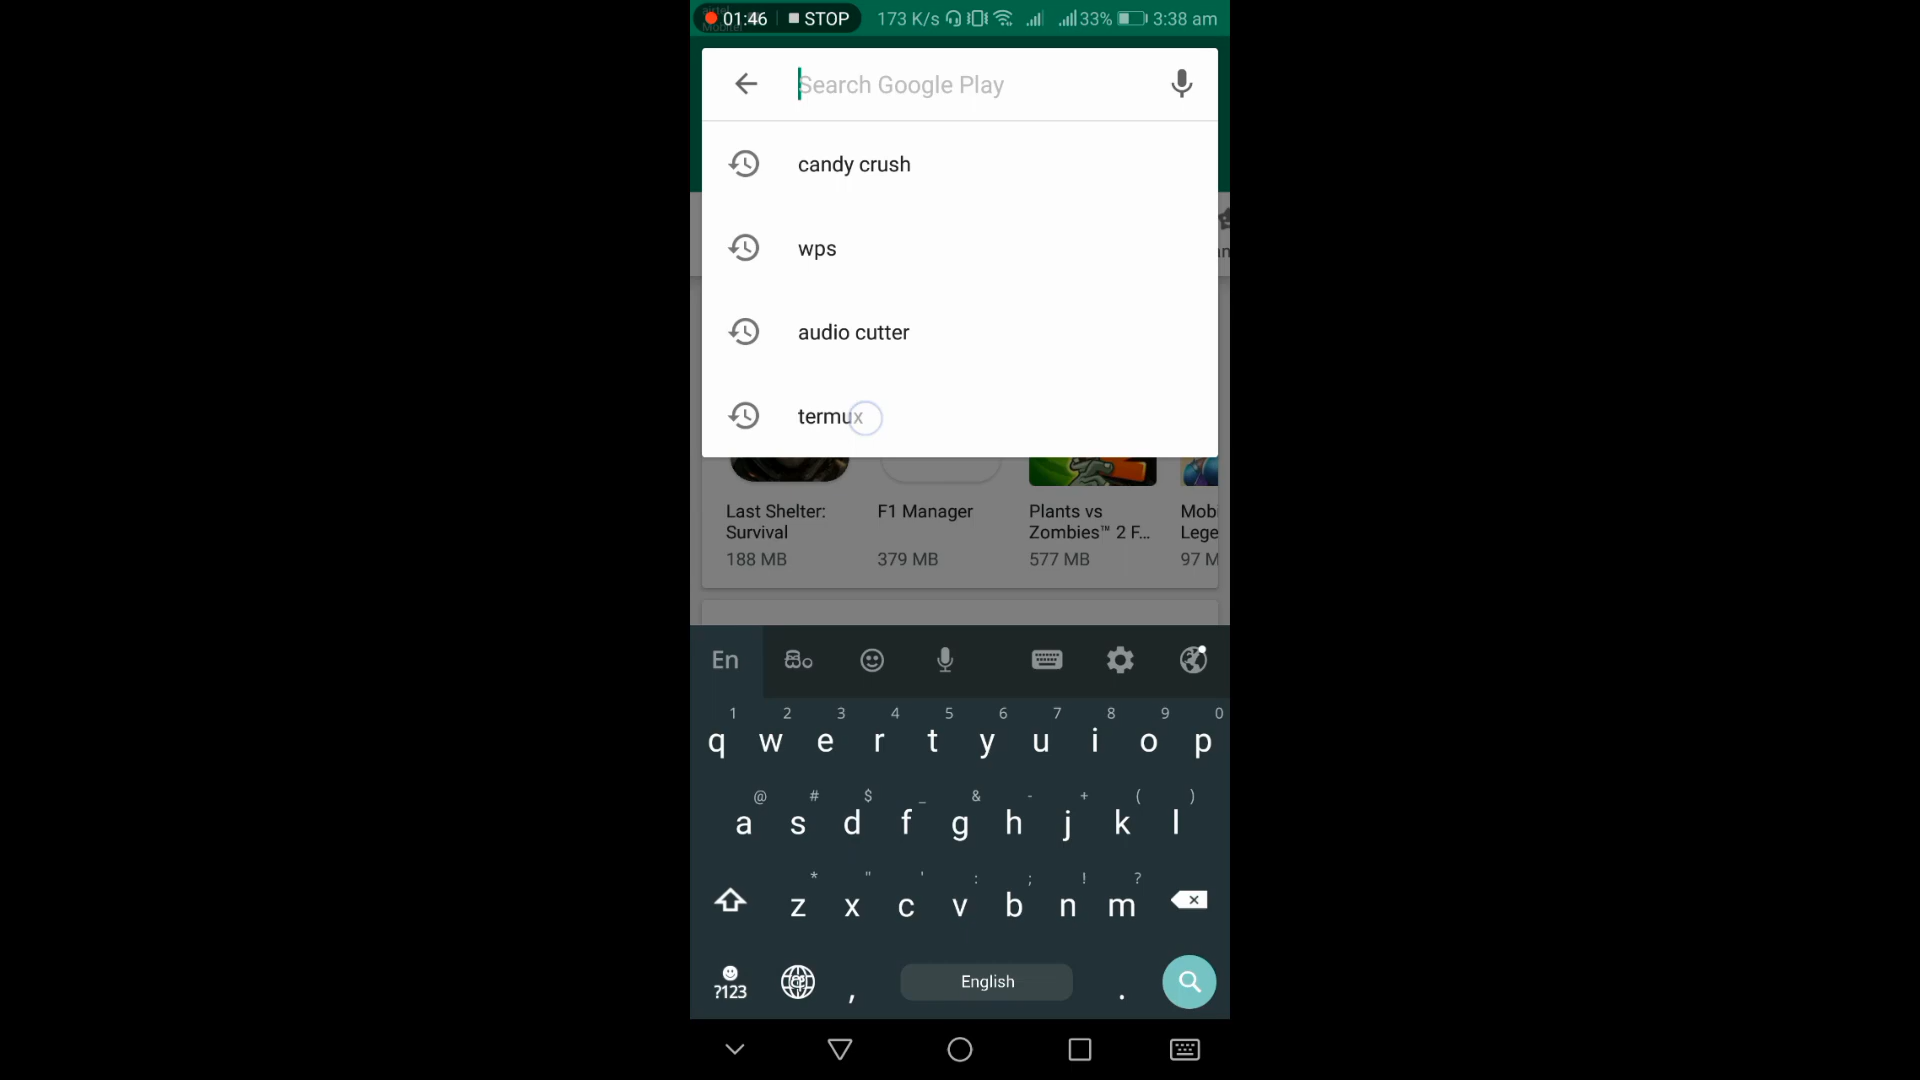 airtel
01:46 STOP 173 K/s 33% 3:38 am
Search Google Play
candy crush
wps
audio cutter
termux
Last Shelter:
Survival
188 MB
F1 Manager
379 MB
Plants vs
Zombies™ 2 F...
577 MB
Mobi
Lege
97 M
En සිං
1 2 3 4 5 6 7 8 9 0
q w e r t y u i o p
@ # $ _ & - + ( )
a s d f g h j k l
* " ' : ; ! ?
z x c v b n m
?123 , English .